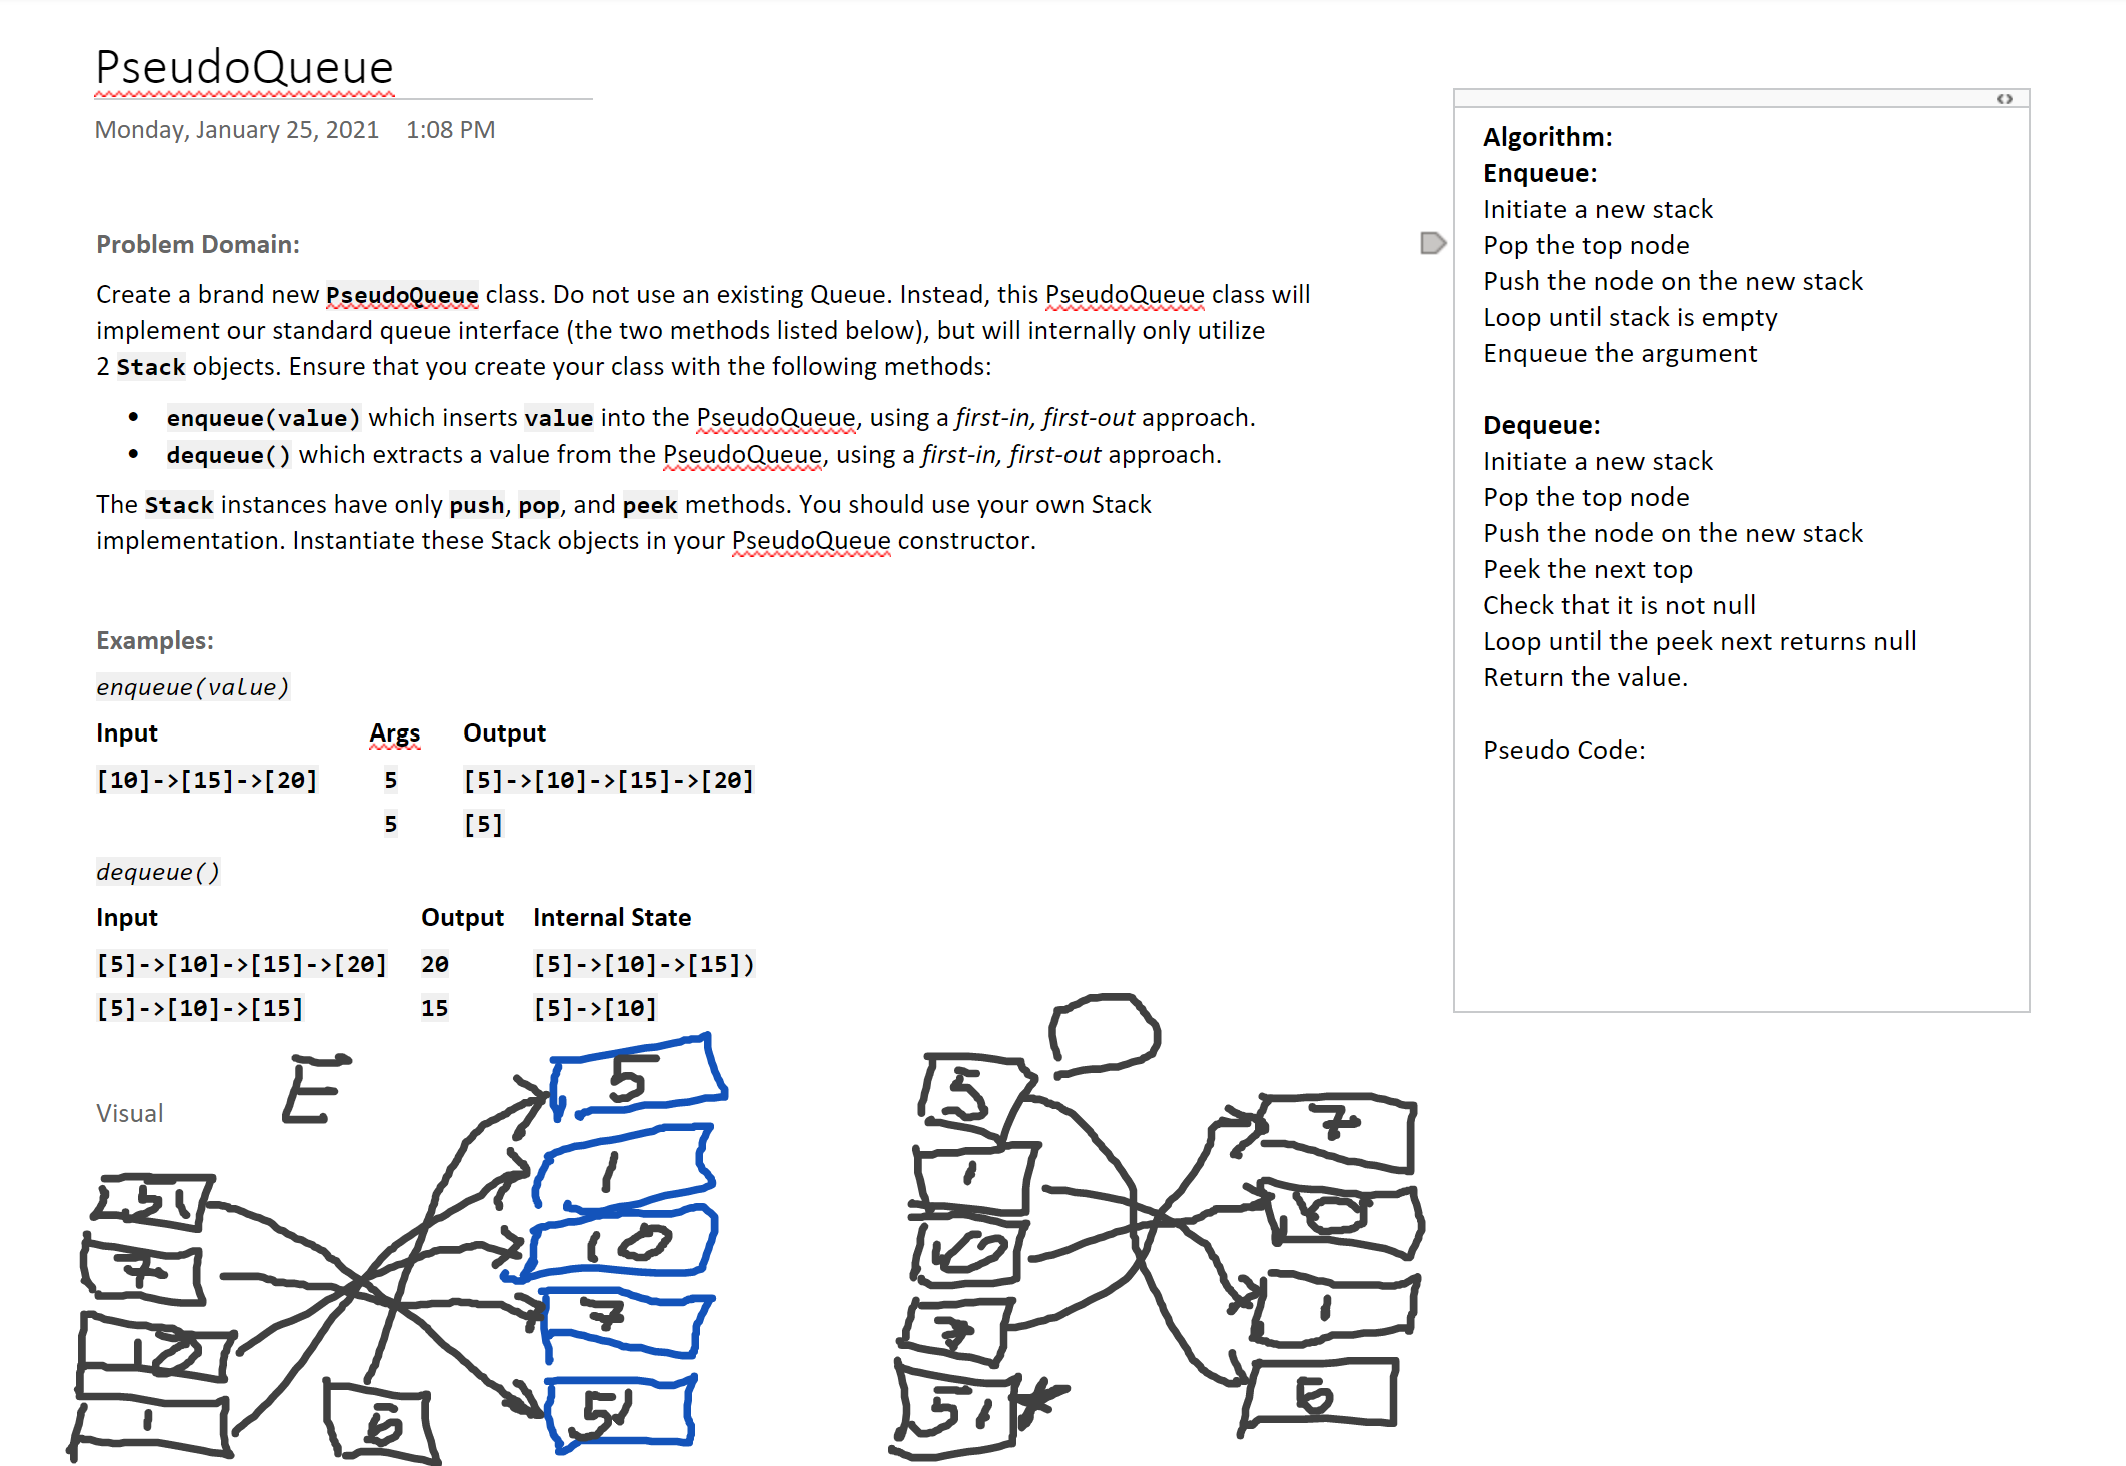 PseudoQueue
Monday, January 25, 2021 1:08 PM
Problem Domain:
Create a brand new PseudoQueue class. Do not use an existing Queue. Instead, this PseudoQueue class will
implement our standard queue interface (the two methods listed below), but will internally only utilize
2 Stack objects. Ensure that you create your class with the following methods:
• enqueue(value) which inserts value into the PseudoQueue, using a first-in, first-out approach.
• dequeue() which extracts a value from the PseudoQueue, using a first-in, first-out approach.
The Stack instances have only push, pop, and peek methods. You should use your own Stack
implementation. Instantiate these Stack objects in your PseudoQueue constructor.
Examples:
enqueue(value)
Input Args Output
[10]->[15]->[20] 5 [5]->[10]->[15]->[20]
5 [5]
dequeue()
Input Output Internal State
[5]->[10]->[15]->[20] 20 [5]->[10]->[15])
[5]->[10]->[15] 15 [5]->[10]
Visual
E
51
7
10
1
5
5
1
10
7
51
5
1
10
7
51
7
10
1
5
Algorithm:
Enqueue:
Initiate a new stack
Pop the top node
Push the node on the new stack
Loop until stack is empty
Enqueue the argument
Dequeue:
Initiate a new stack
Pop the top node
Push the node on the new stack
Peek the next top
Check that it is not null
Loop until the peek next returns null
Return the value.
Pseudo Code: